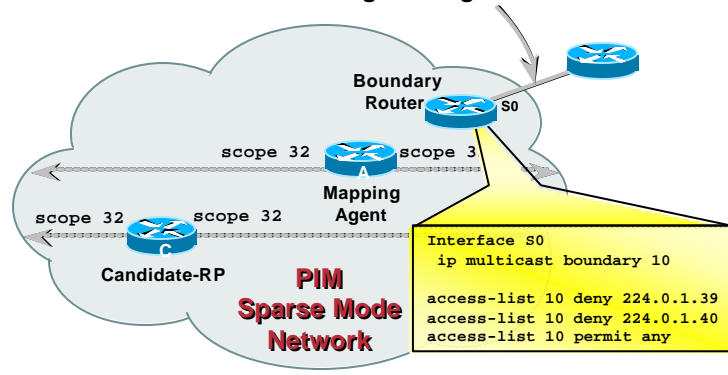 Boundary
Router
S0
scope 32
scope 3
A
Mapping
Agent
scope 32
scope 32
C
Candidate-RP
PIM
Sparse Mode
Network
Interface S0
ip multicast boundary 10
access-list 10 deny 224.0.1.39
access-list 10 deny 224.0.1.40
access-list 10 permit any